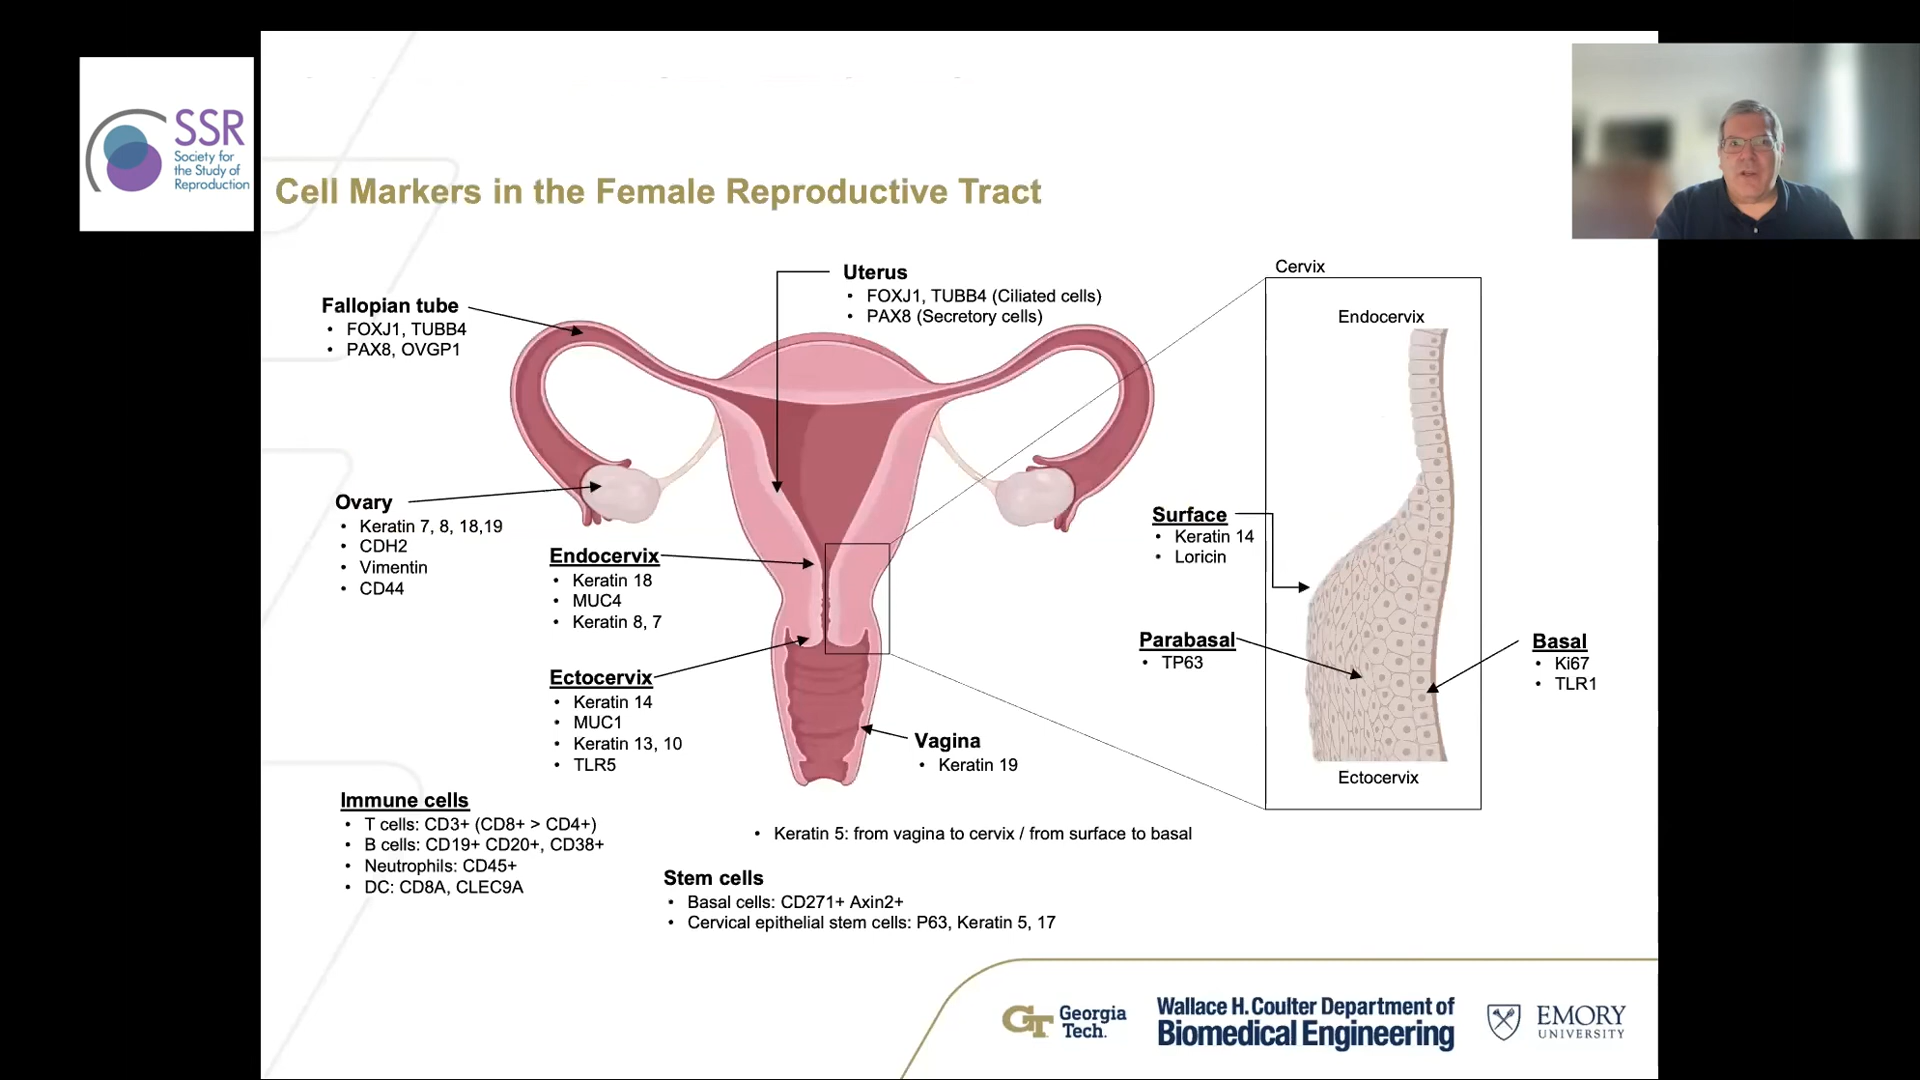 SSR
Society for
the Study of
Reproduction
Cell Markers in the Female Reproductive Tract
Fallopian tube
• FOXJ1, TUBB4
• PAX8, OVGP1
Uterus
• FOXJ1, TUBB4 (Ciliated cells)
• PAX8 (Secretory cells)
Ovary
• Keratin 7, 8, 18,19
• CDH2
• Vimentin
• CD44
Endocervix
• Keratin 18
• MUC4
• Keratin 8, 7
Ectocervix
• Keratin 14
• MUC1
• Keratin 13, 10
• TLR5
Vagina
• Keratin 19
Cervix
Endocervix
Surface
• Keratin 14
• Loricin
Parabasal
• TP63
Basal
• Ki67
• TLR1
Ectocervix
Immune cells
• T cells: CD3+ (CD8+ > CD4+)
• B cells: CD19+ CD20+, CD38+
• Neutrophils: CD45+
• DC: CD8A, CLEC9A
• Keratin 5: from vagina to cervix / from surface to basal
Stem cells
• Basal cells: CD271+ Axin2+
• Cervical epithelial stem cells: P63, Keratin 5, 17
GT Georgia
Tech.
Wallace H. Coulter Department of
Biomedical Engineering
EMORY
UNIVERSITY